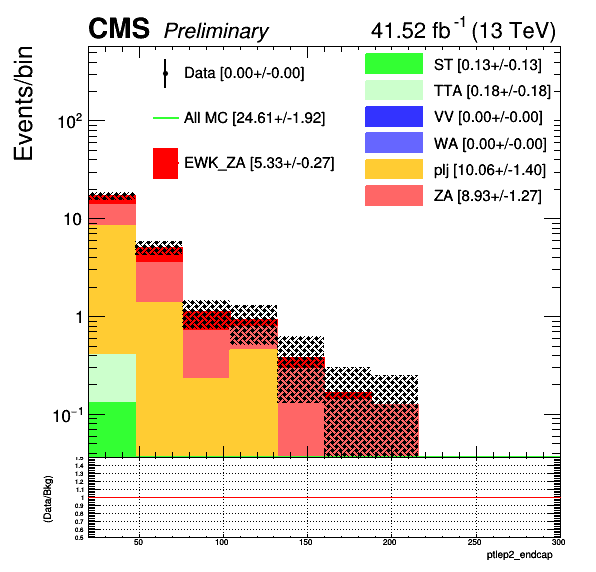 CMS Preliminary 41.52 fb⁻¹ (13 TeV)
Events/bin
Data [0.00+/-0.00]
All MC [24.61+/-1.92]
EWK_ZA [5.33+/-0.27]
ST [0.13+/-0.13]
TTA [0.18+/-0.18]
VV [0.00+/-0.00]
WA [0.00+/-0.00]
plj [10.06+/-1.40]
ZA [8.93+/-1.27]
10²
10
1
10⁻¹
(Data/Bkg)
1.5
1.4
1.3
1.2
1.1
1
0.9
0.8
0.7
0.6
0.5
50 100 150 200 250 300
ptlep2_endcap